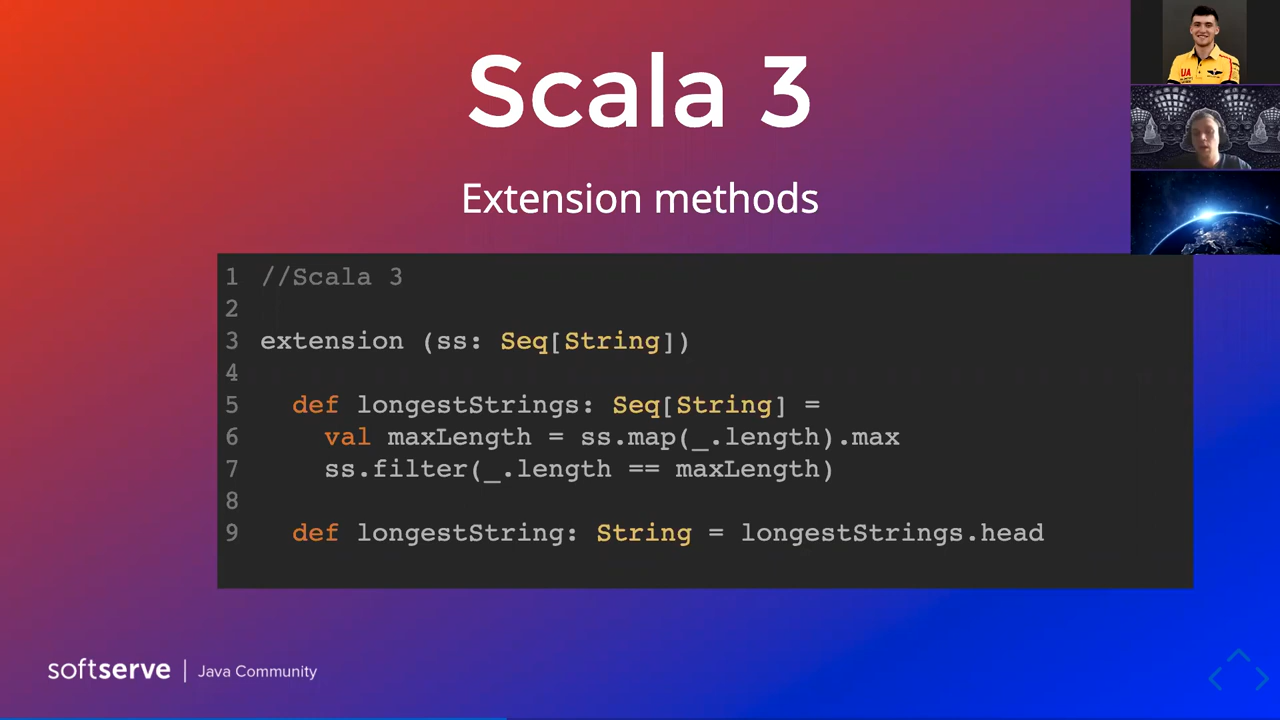 Scala 3
Extension methods
1 //Scala 3
2
3 extension (ss: Seq[String])
4
5 def longestStrings: Seq[String] =
6 val maxLength = ss.map(_.length).max
7 ss.filter(_.length == maxLength)
8
9 def longestString: String = longestStrings.head
softserve | Java Community
UA